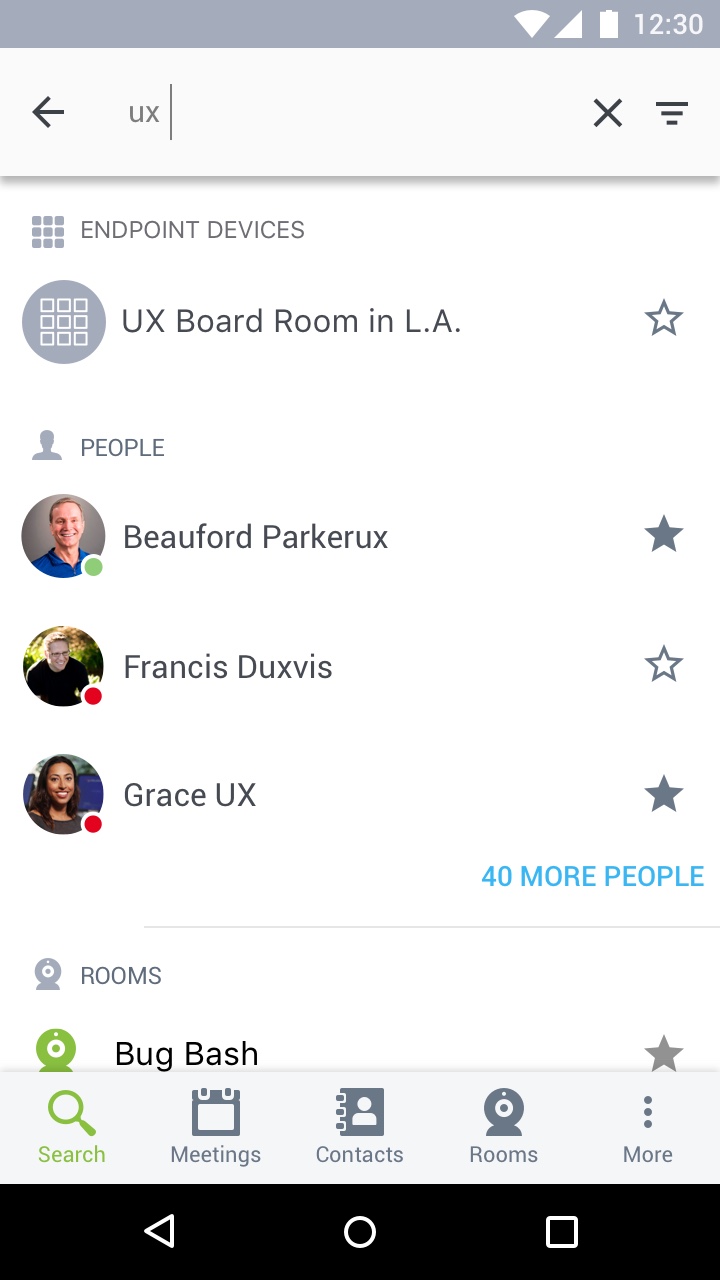 12:30
ux
ENDPOINT DEVICES
UX Board Room in L.A.
PEOPLE
Beauford Parkerux
Francis Duxvis
Grace UX
40 MORE PEOPLE
ROOMS
Bug Bash
Search Meetings Contacts Rooms More